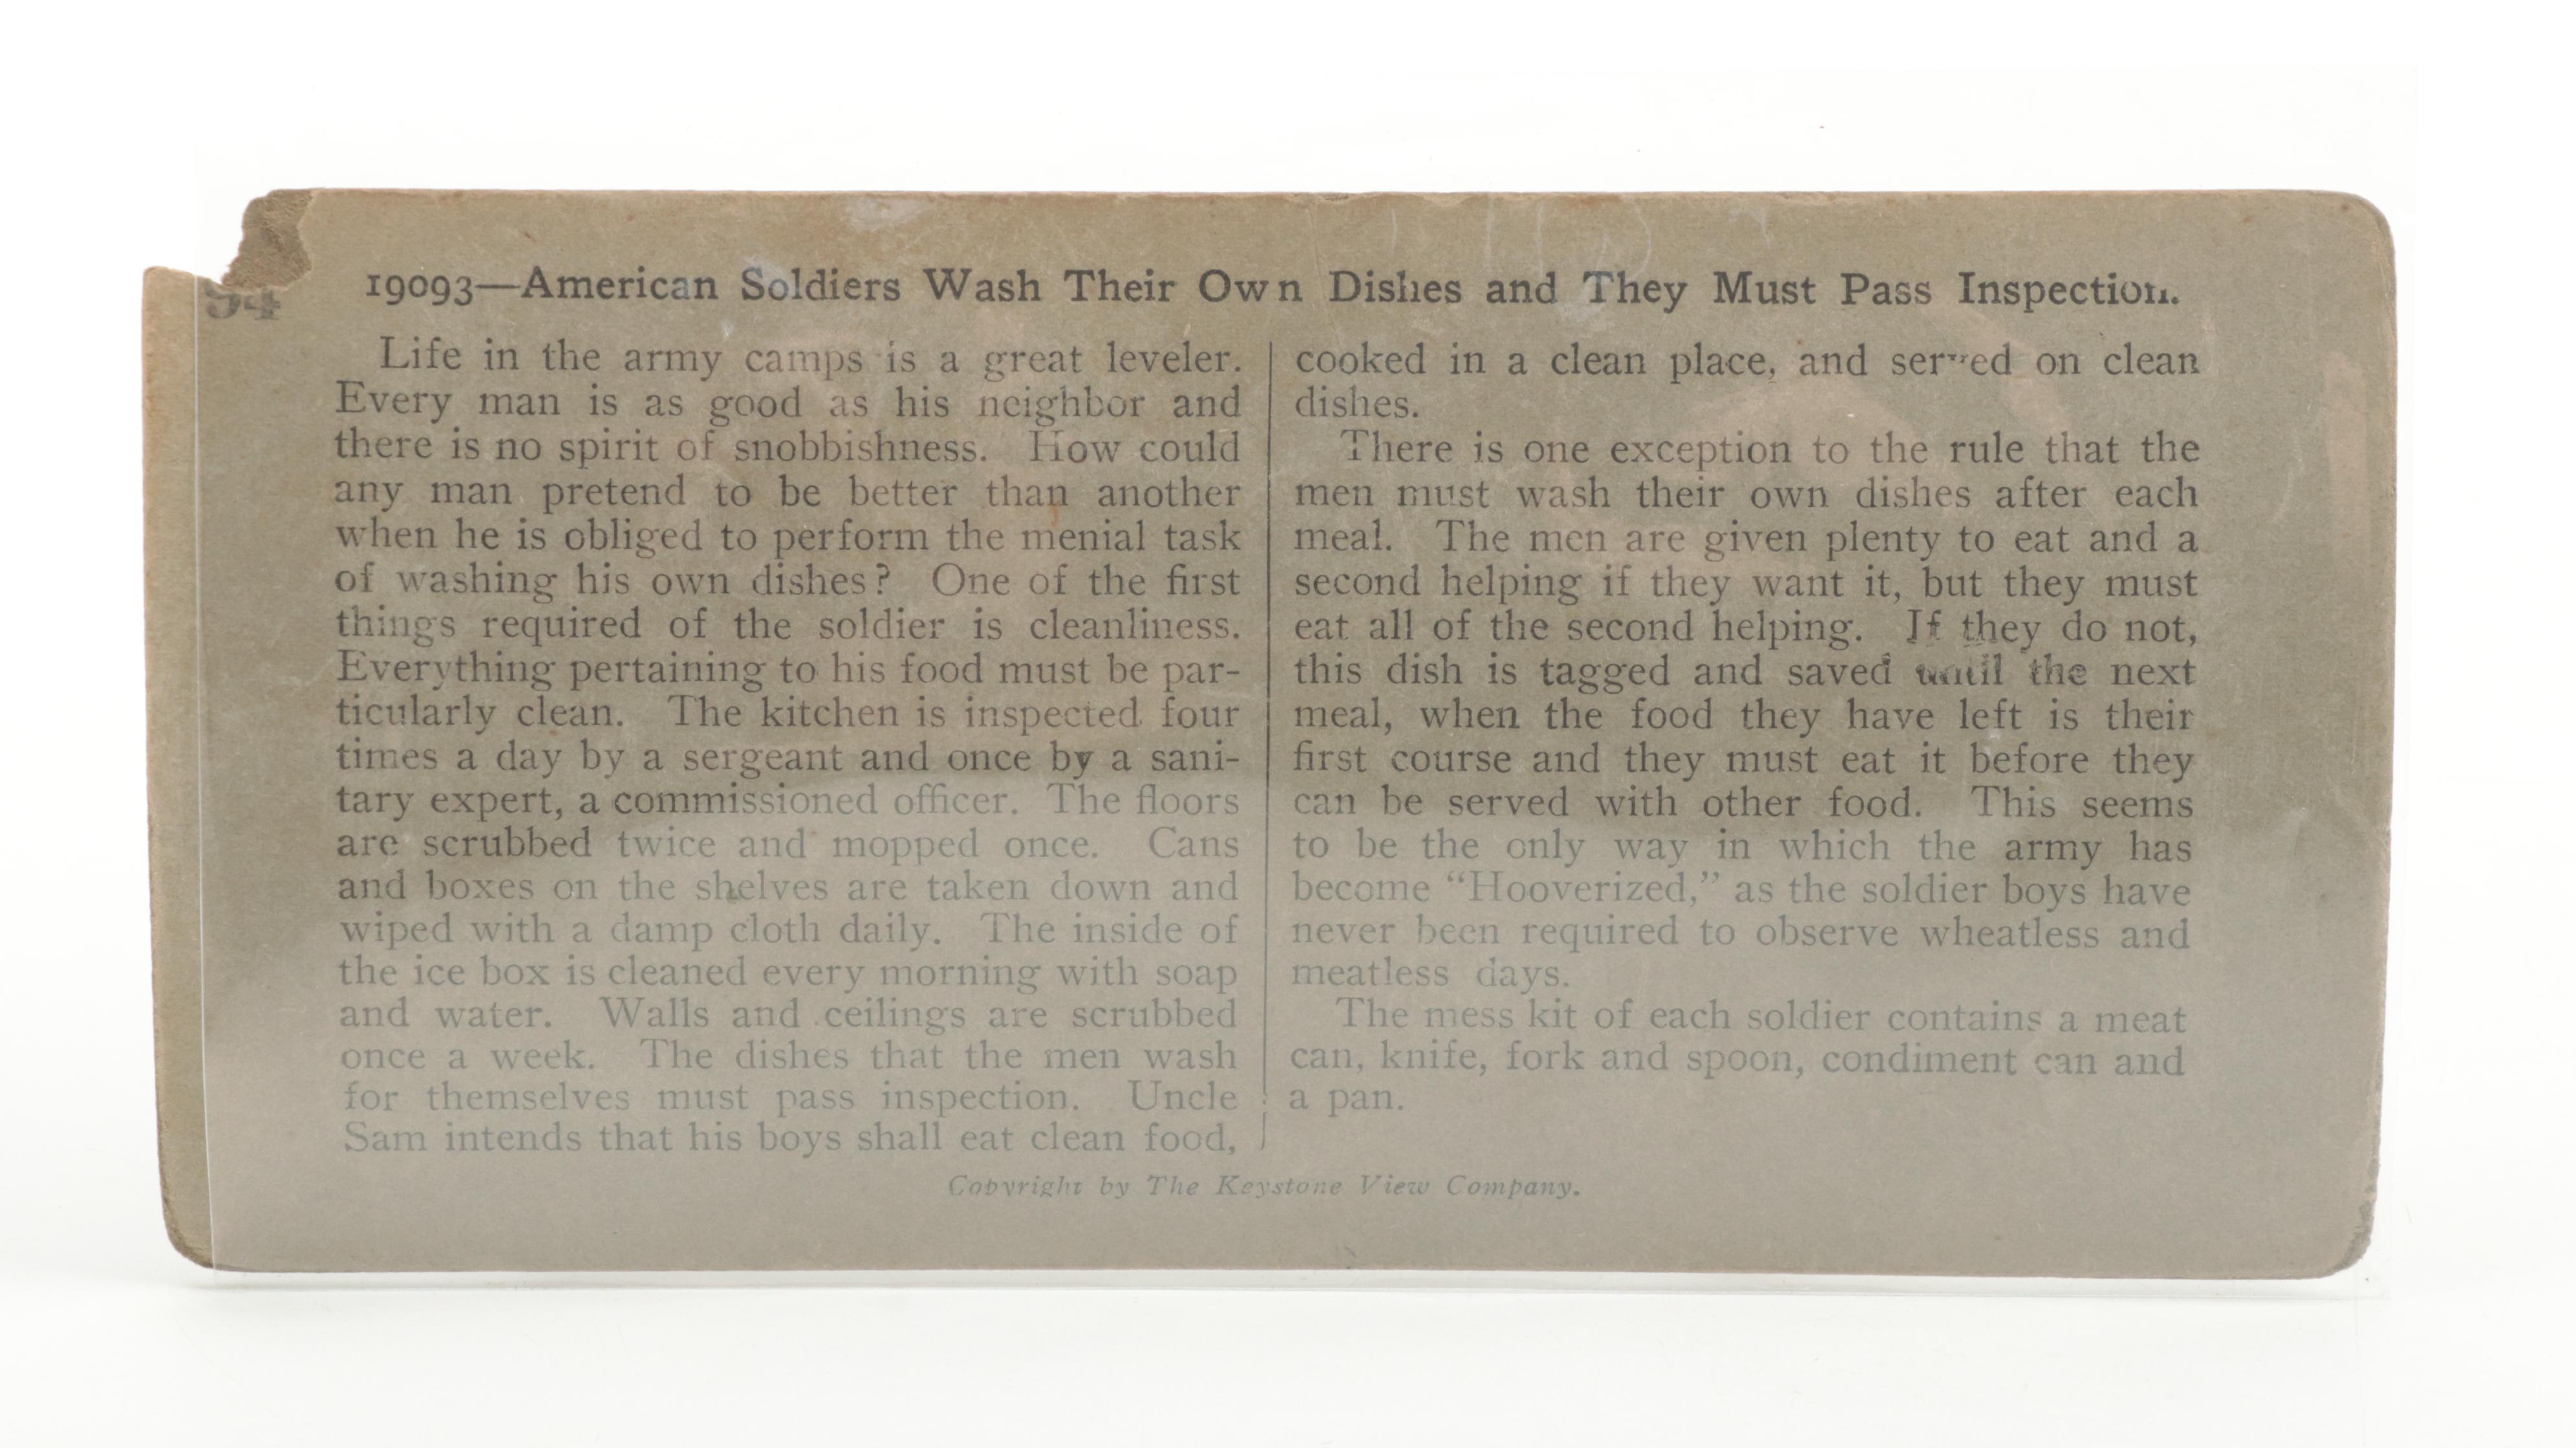 94
19093—American Soldiers Wash Their Own Dishes and They Must Pass Inspection.
Life in the army camps is a great leveler.
Every man is as good as his neighbor and
there is no spirit of snobbishness. How could
any man pretend to be better than another
when he is obliged to perform the menial task
of washing his own dishes? One of the first
things required of the soldier is cleanliness.
Everything pertaining to his food must be par-
ticularly clean. The kitchen is inspected four
times a day by a sergeant and once by a sani-
tary expert, a commissioned officer. The floors
are scrubbed twice and mopped once. Cans
and boxes on the shelves are taken down and
wiped with a damp cloth daily. The inside of
the ice box is cleaned every morning with soap
and water. Walls and ceilings are scrubbed
once a week. The dishes that the men wash
for themselves must pass inspection. Uncle
Sam intends that his boys shall eat clean food,
cooked in a clean place, and served on clean
dishes.
There is one exception to the rule that the
men must wash their own dishes after each
meal. The men are given plenty to eat and a
second helping if they want it, but they must
eat all of the second helping. If they do not,
this dish is tagged and saved until the next
meal, when the food they have left is their
first course and they must eat it before they
can be served with other food. This seems
to be the only way in which the army has
become “Hooverized,” as the soldier boys have
never been required to observe wheatless and
meatless days.
The mess kit of each soldier contains a meat
can, knife, fork and spoon, condiment can and
a pan.
Copyright by The Keystone View Company.